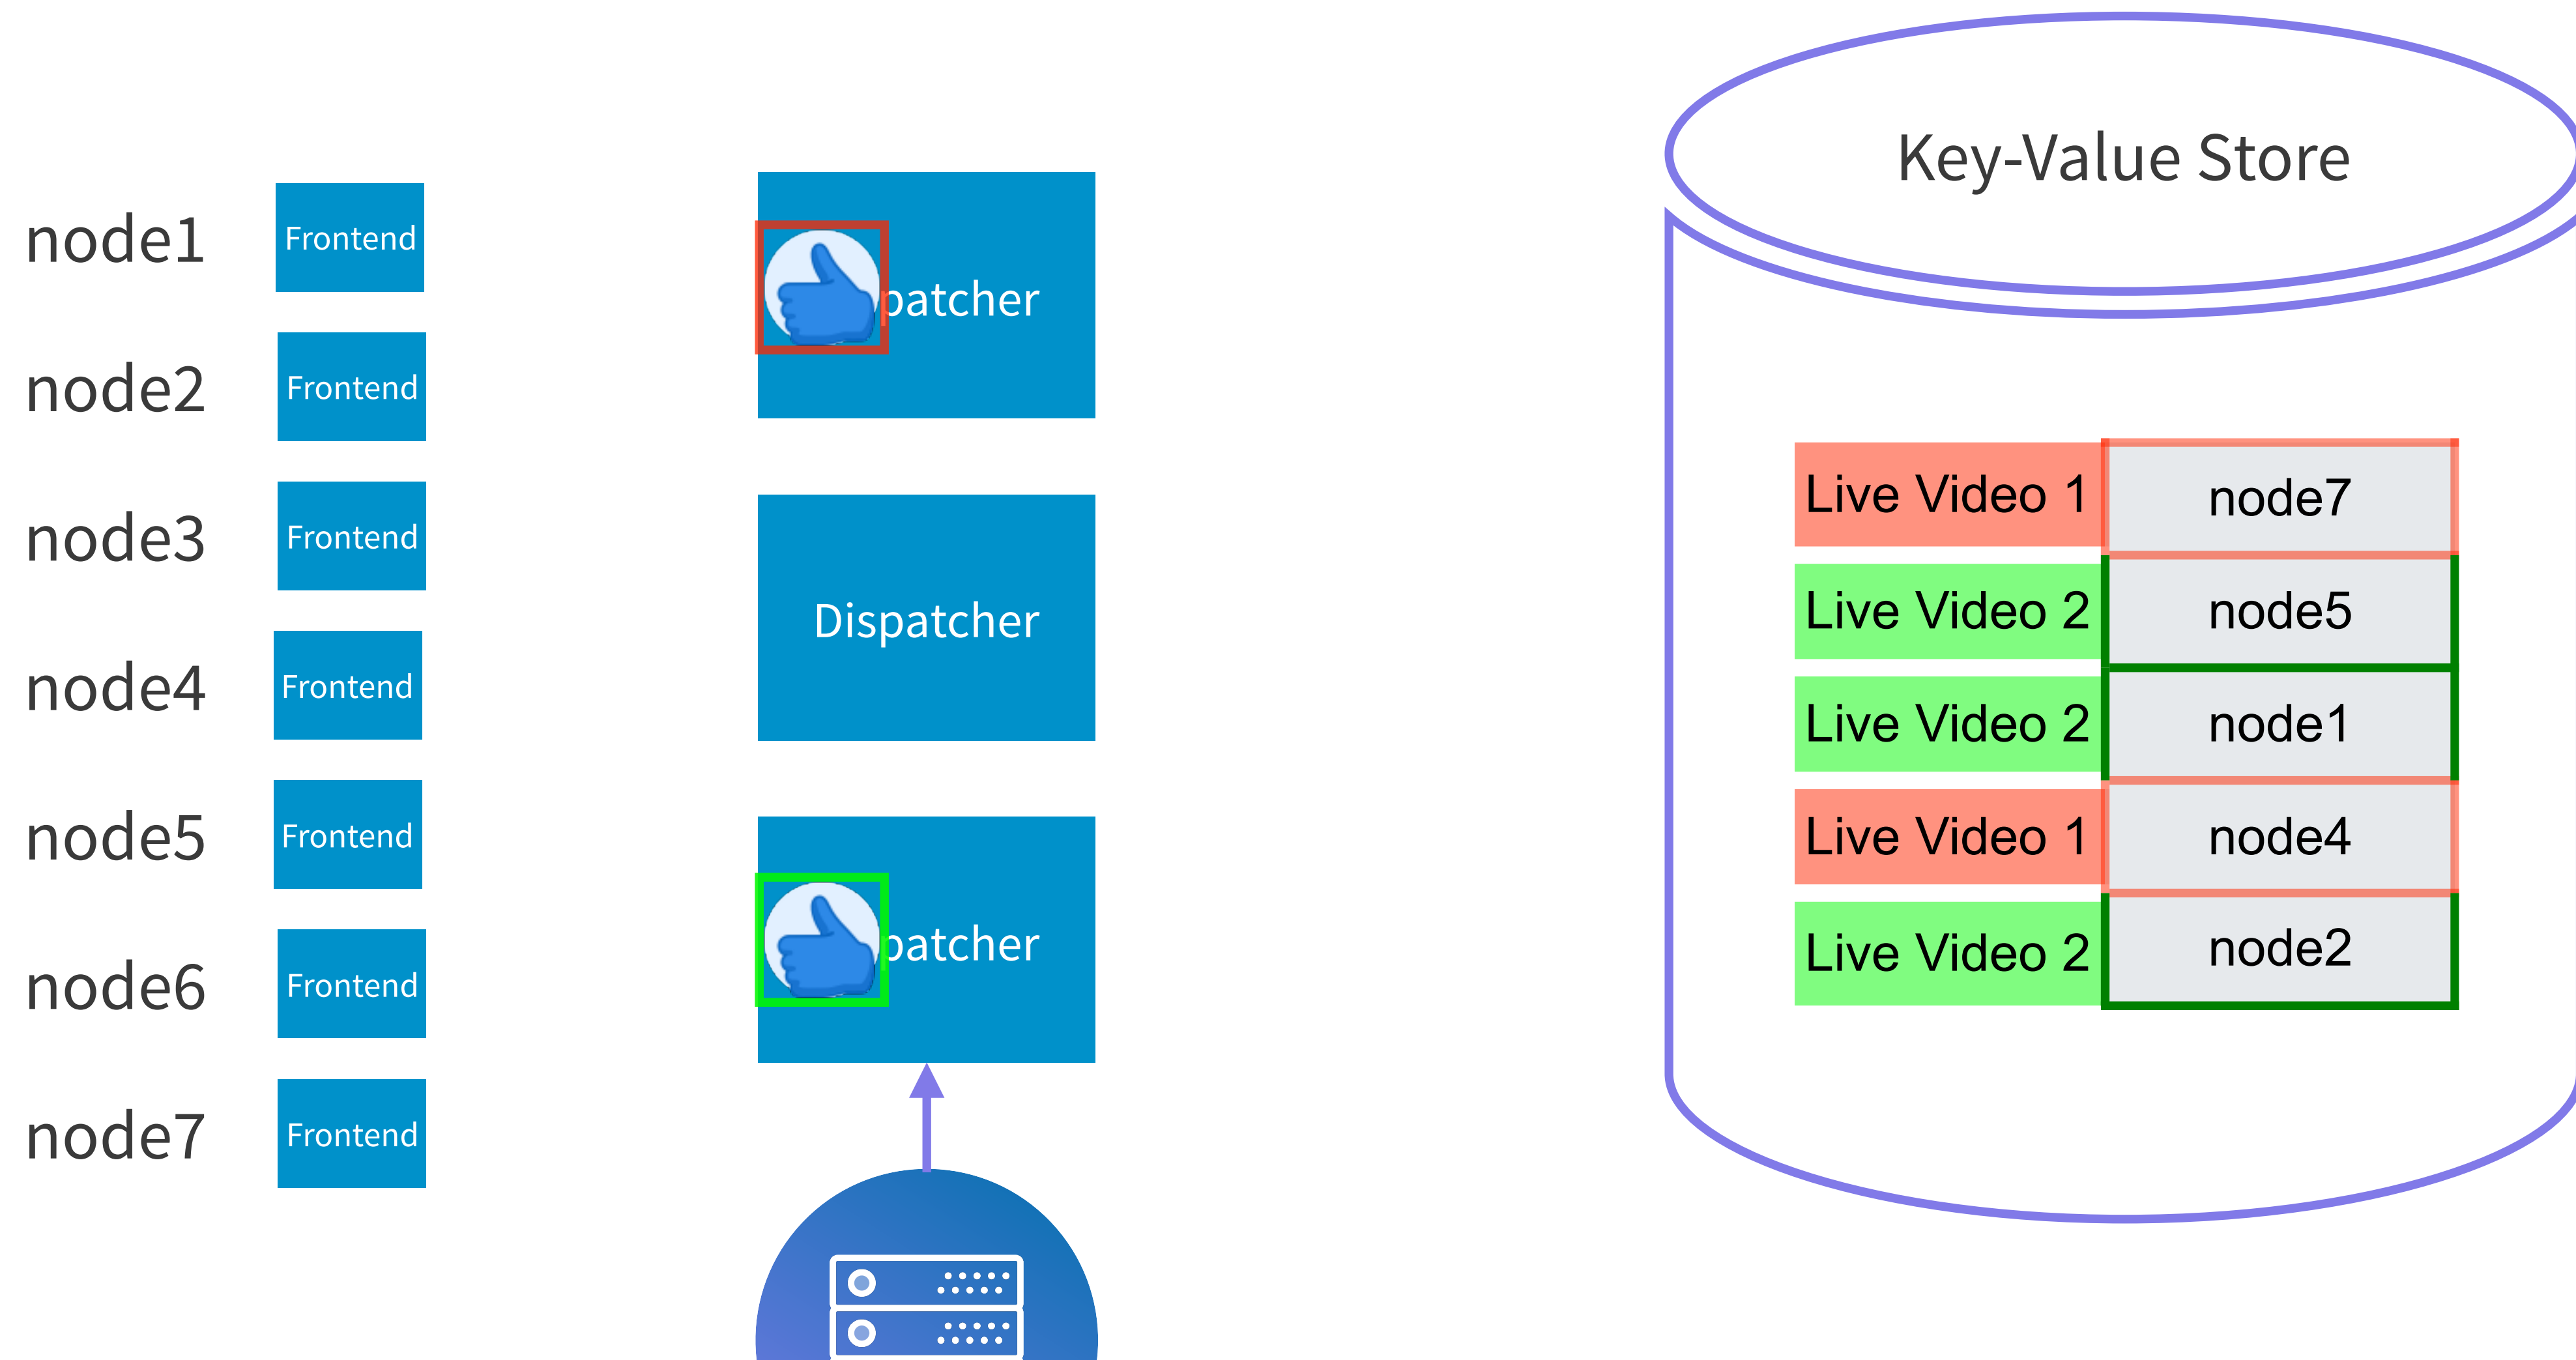 Key-Value Store
node1 Frontend
node2 Frontend
node3 Frontend
node4 Frontend
node5 Frontend
node6 Frontend
node7 Frontend
patcher
Dispatcher
patcher
Live Video 1 node7
Live Video 2 node5
Live Video 2 node1
Live Video 1 node4
Live Video 2 node2